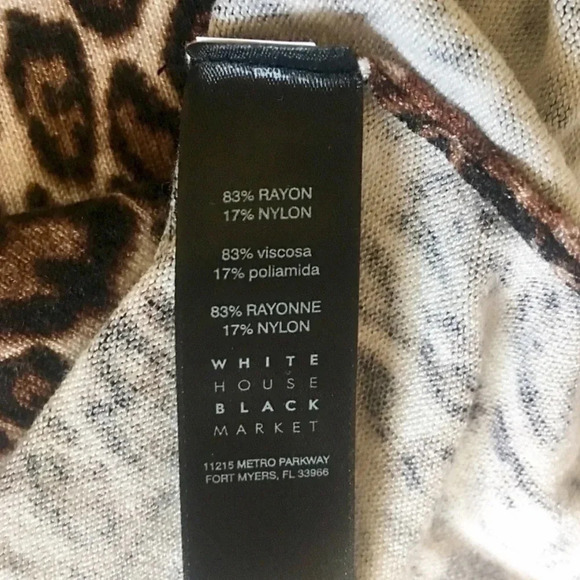 83% RAYON
17% NYLON
83% viscosa
17% poliamida
83% RAYONNE
17% NYLON
WHITE
HOUSE
BLACK
MARKET
11215 METRO PARKWAY
FORT MYERS, FL 33966